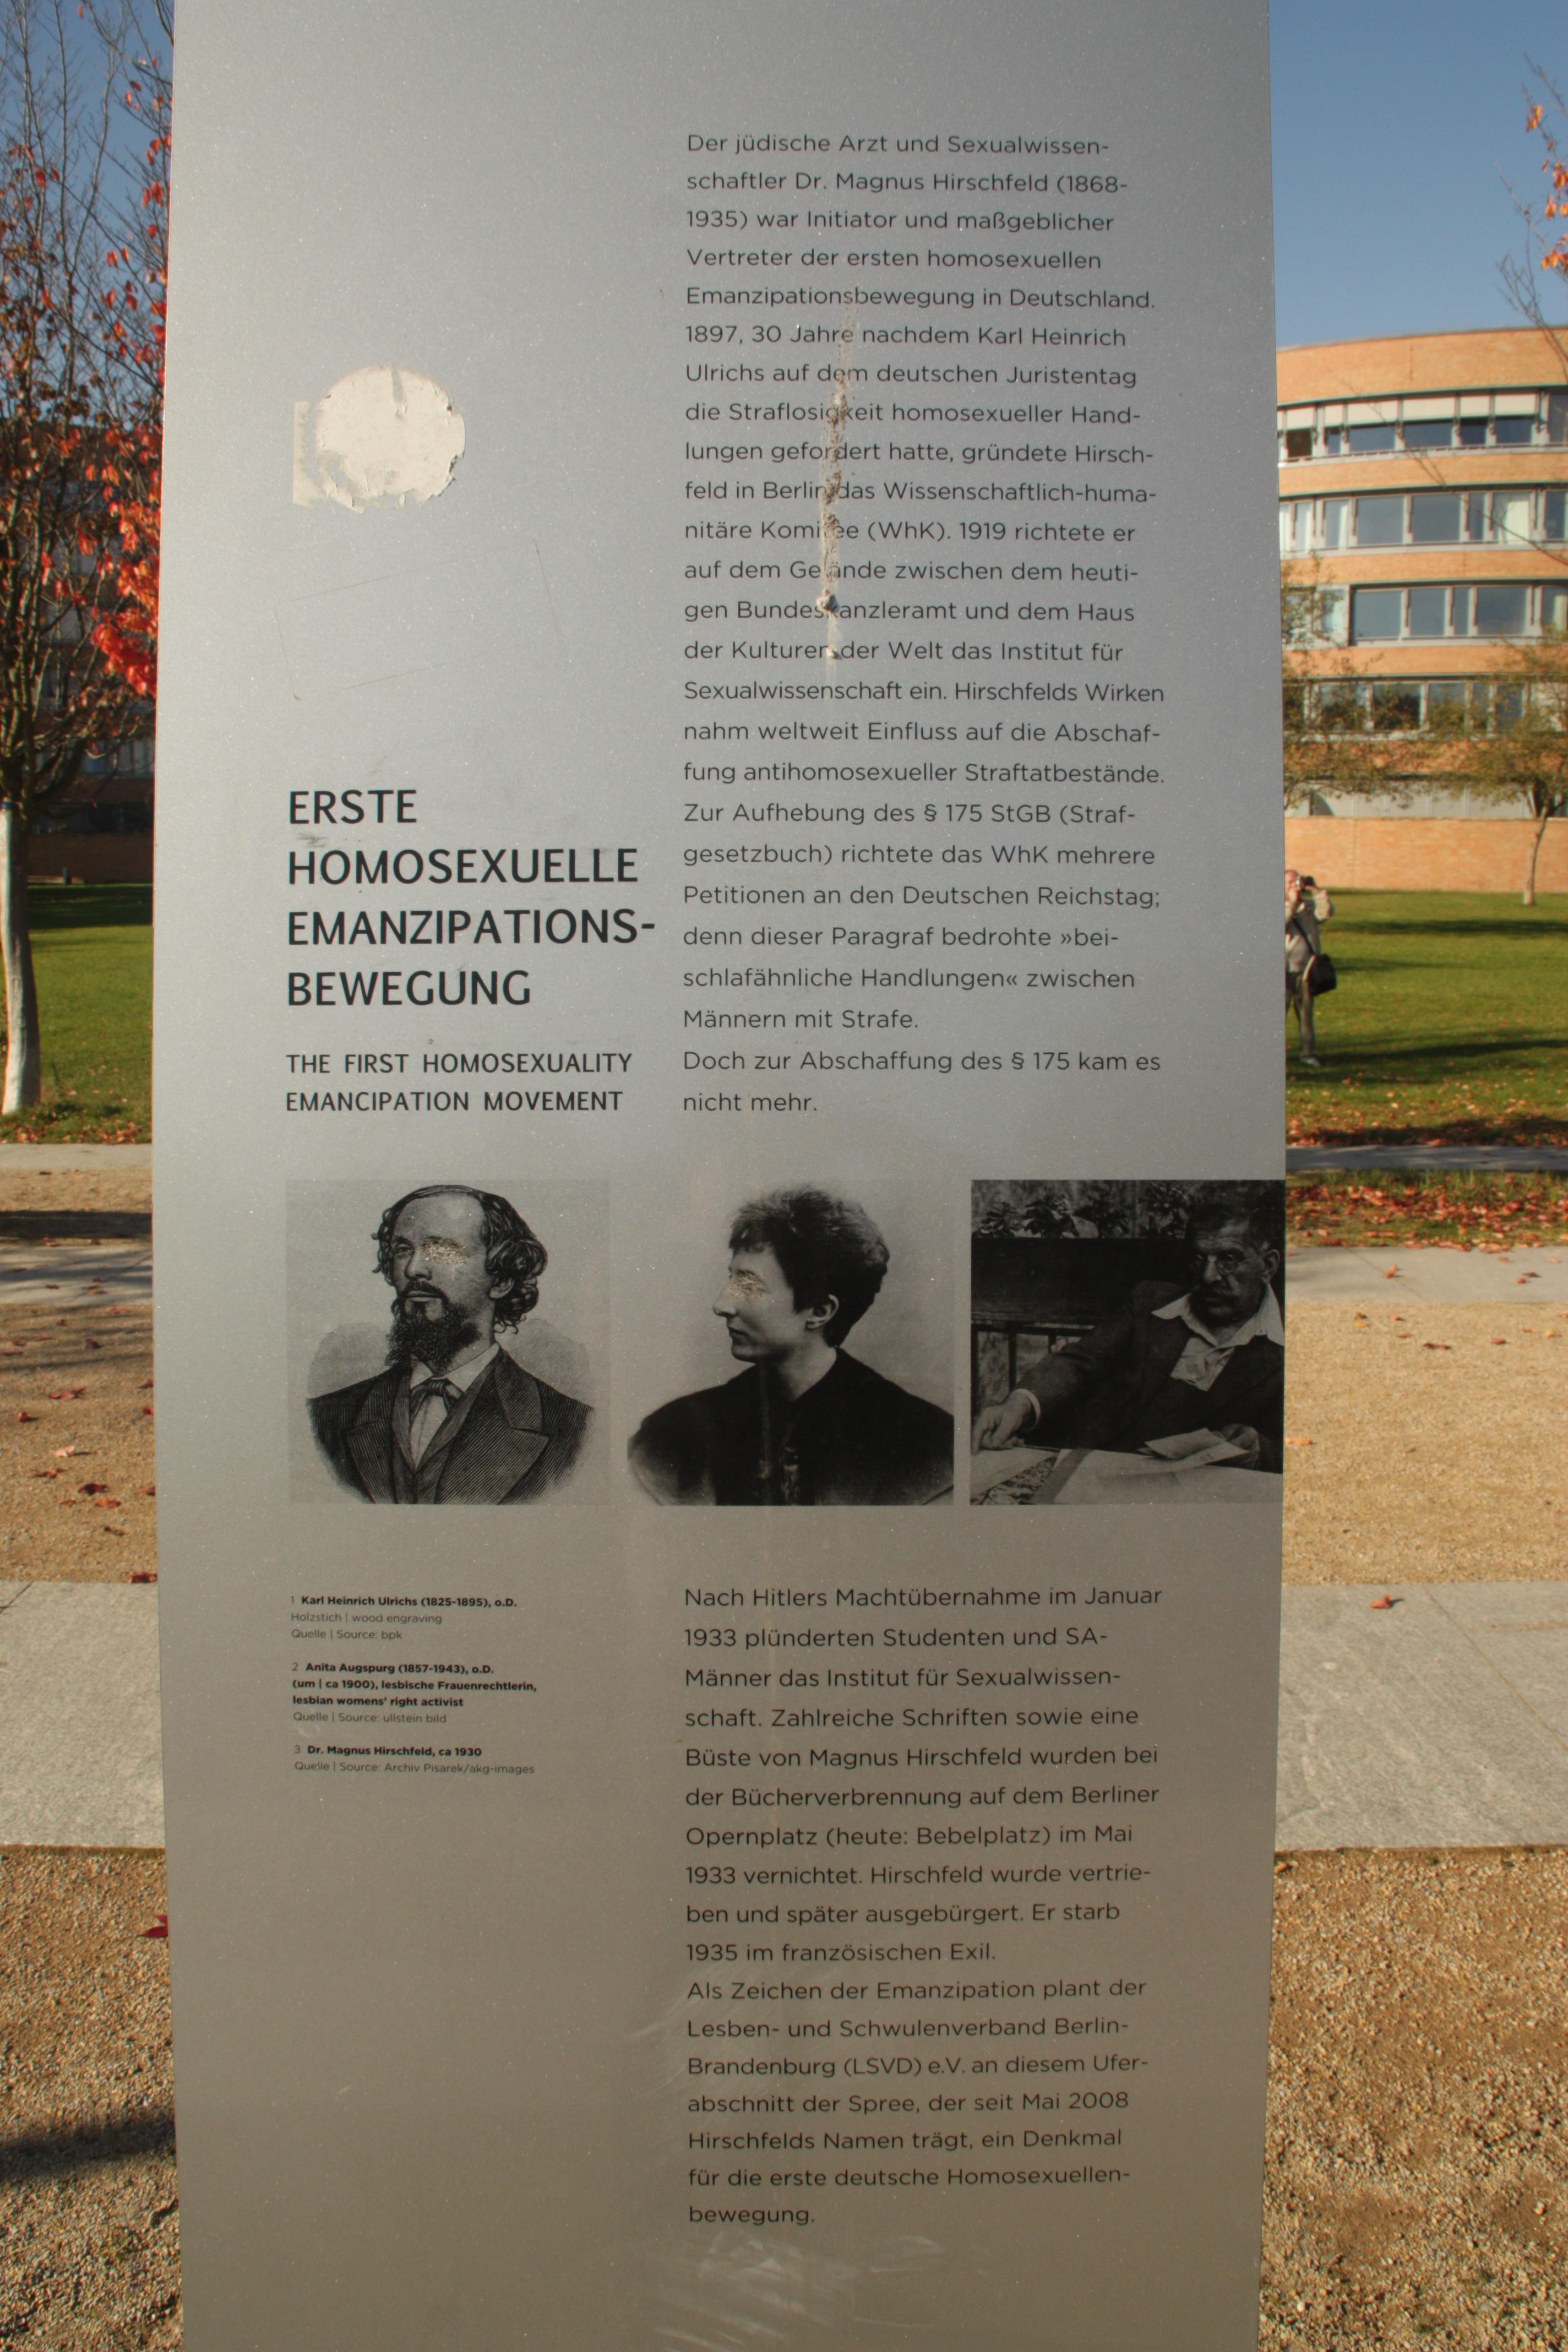 Der jüdische Arzt und Sexualwissen-
schaftler Dr. Magnus Hirschfeld (1868-
1935) war Initiator und maßgeblicher
Vertreter der ersten homosexuellen
Emanzipationsbewegung in Deutschland.
1897, 30 Jahre nachdem Karl Heinrich
Ulrichs auf dem deutschen Juristentag
die Straflosigkeit homosexueller Hand-
lungen gefordert hatte, gründete Hirsch-
feld in Berlin das Wissenschaftlich-huma-
nitäre Komitee (WhK). 1919 richtete er
auf dem Gelände zwischen dem heuti-
gen Bundeskanzleramt und dem Haus
der Kulturen der Welt das Institut für
Sexualwissenschaft ein. Hirschfelds Wirken
nahm weltweit Einfluss auf die Abschaf-
fung antihomosexueller Straftatbestände.
Zur Aufhebung des § 175 StGB (Straf-
gesetzbuch) richtete das WhK mehrere
Petitionen an den Deutschen Reichstag;
denn dieser Paragraf bedrohte »bei-
schlafähnliche Handlungen« zwischen
Männern mit Strafe.
Doch zur Abschaffung des § 175 kam es
nicht mehr.
ERSTE
HOMOSEXUELLE
EMANZIPATIONS-
BEWEGUNG
THE FIRST HOMOSEXUALITY
EMANCIPATION MOVEMENT
1 Karl Heinrich Ulrichs (1825-1895), o.D.
Holzstich | wood engraving
Quelle | Source: bpk
2 Anita Augspurg (1857-1943), o.D.
(um | ca 1900), lesbische Frauenrechtlerin,
lesbian womens' right activist
Quelle | Source: ullstein bild
3 Dr. Magnus Hirschfeld, ca 1930
Quelle | Source: Archiv Pisarek/akg-images
Nach Hitlers Machtübernahme im Januar
1933 plünderten Studenten und SA-
Männer das Institut für Sexualwissen-
schaft. Zahlreiche Schriften sowie eine
Büste von Magnus Hirschfeld wurden bei
der Bücherverbrennung auf dem Berliner
Opernplatz (heute: Bebelplatz) im Mai
1933 vernichtet. Hirschfeld wurde vertrie-
ben und später ausgebürgert. Er starb
1935 im französischen Exil.
Als Zeichen der Emanzipation plant der
Lesben- und Schwulenverband Berlin-
Brandenburg (LSVD) e.V. an diesem Ufer-
abschnitt der Spree, der seit Mai 2008
Hirschfelds Namen trägt, ein Denkmal
für die erste deutsche Homosexuellen-
bewegung.